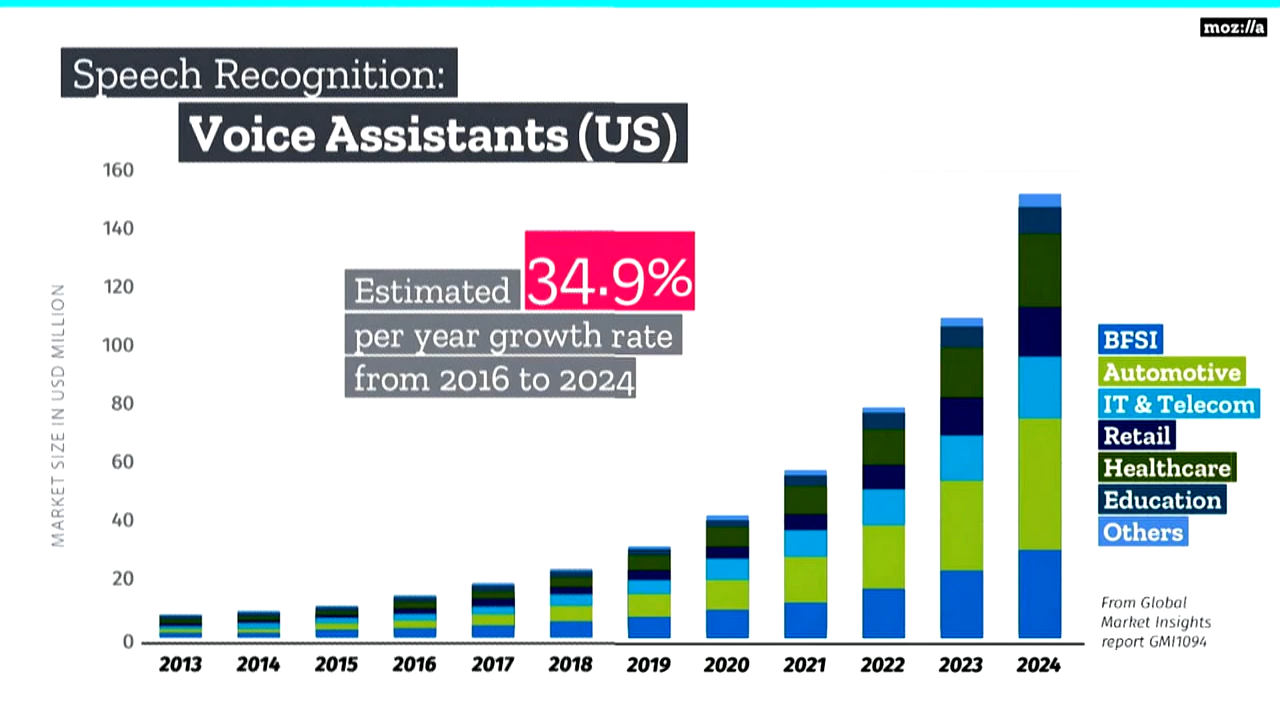 moz://a
Speech Recognition:
Voice Assistants (US)
160
140
120
100
80
60
40
20
0
MARKET SIZE IN USD MILLION
Estimated 34.9%
per year growth rate
from 2016 to 2024
BFSI
Automotive
IT & Telecom
Retail
Healthcare
Education
Others
From Global
Market Insights
report GMI1094
2013 2014 2015 2016 2017 2018 2019 2020 2021 2022 2023 2024